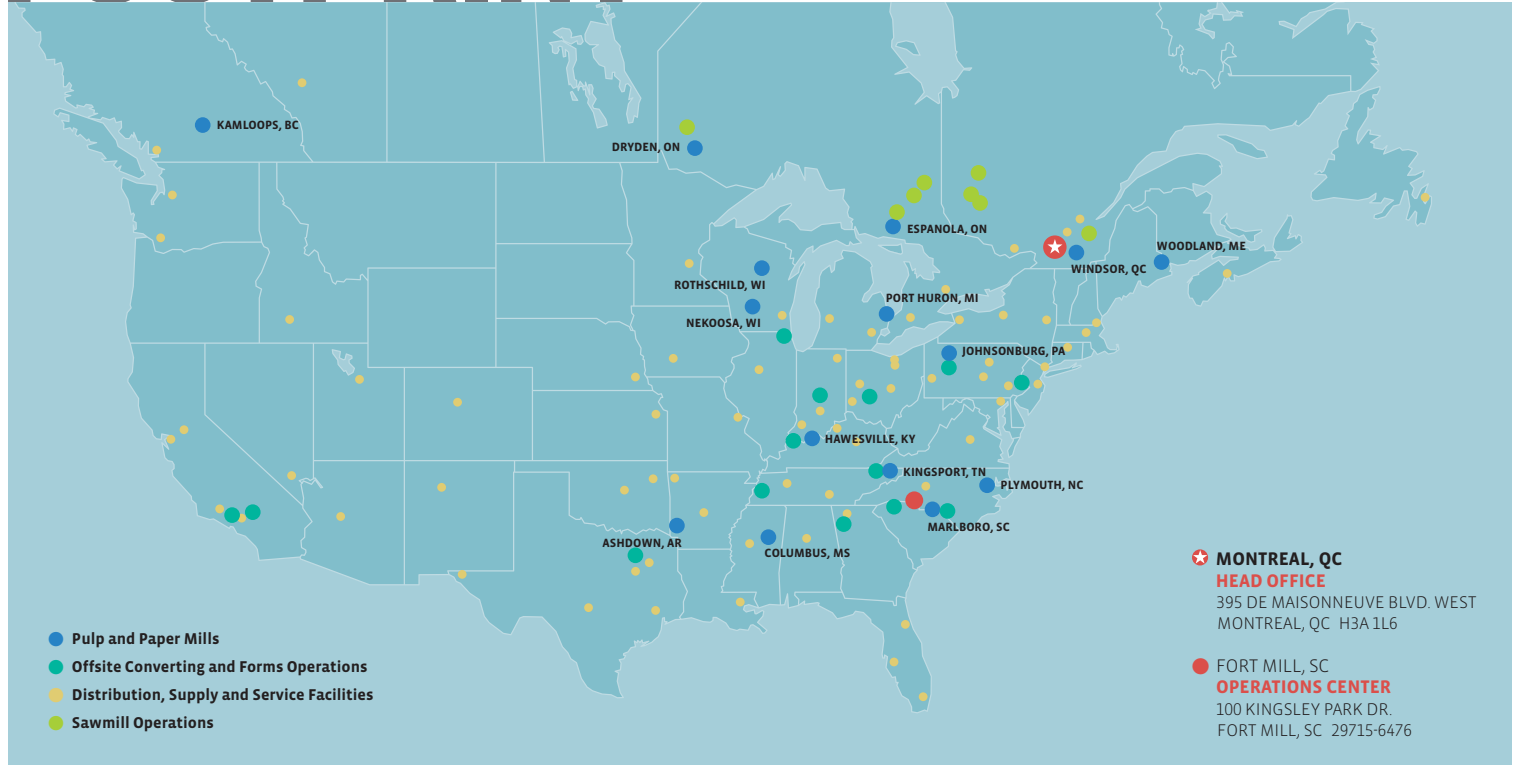 KAMLOOPS, BC
DRYDEN, ON
ESPANOLA, ON
WOODLAND, ME
WINDSOR, QC
ROTHSCHILD, WI
PORT HURON, MI
NEKOOSA, WI
JOHNSONBURG, PA
HAWESVILLE, KY
KINGSPORT, TN
PLYMOUTH, NC
MARLBORO, SC
ASHDOWN, AR
COLUMBUS, MS
MONTREAL, QC
HEAD OFFICE
395 DE MAISONNEUVE BLVD. WEST
MONTREAL, QC H3A 1L6
FORT MILL, SC
OPERATIONS CENTER
100 KINGSLEY PARK DR.
FORT MILL, SC 29715-6476
Pulp and Paper Mills
Offsite Converting and Forms Operations
Distribution, Supply and Service Facilities
Sawmill Operations